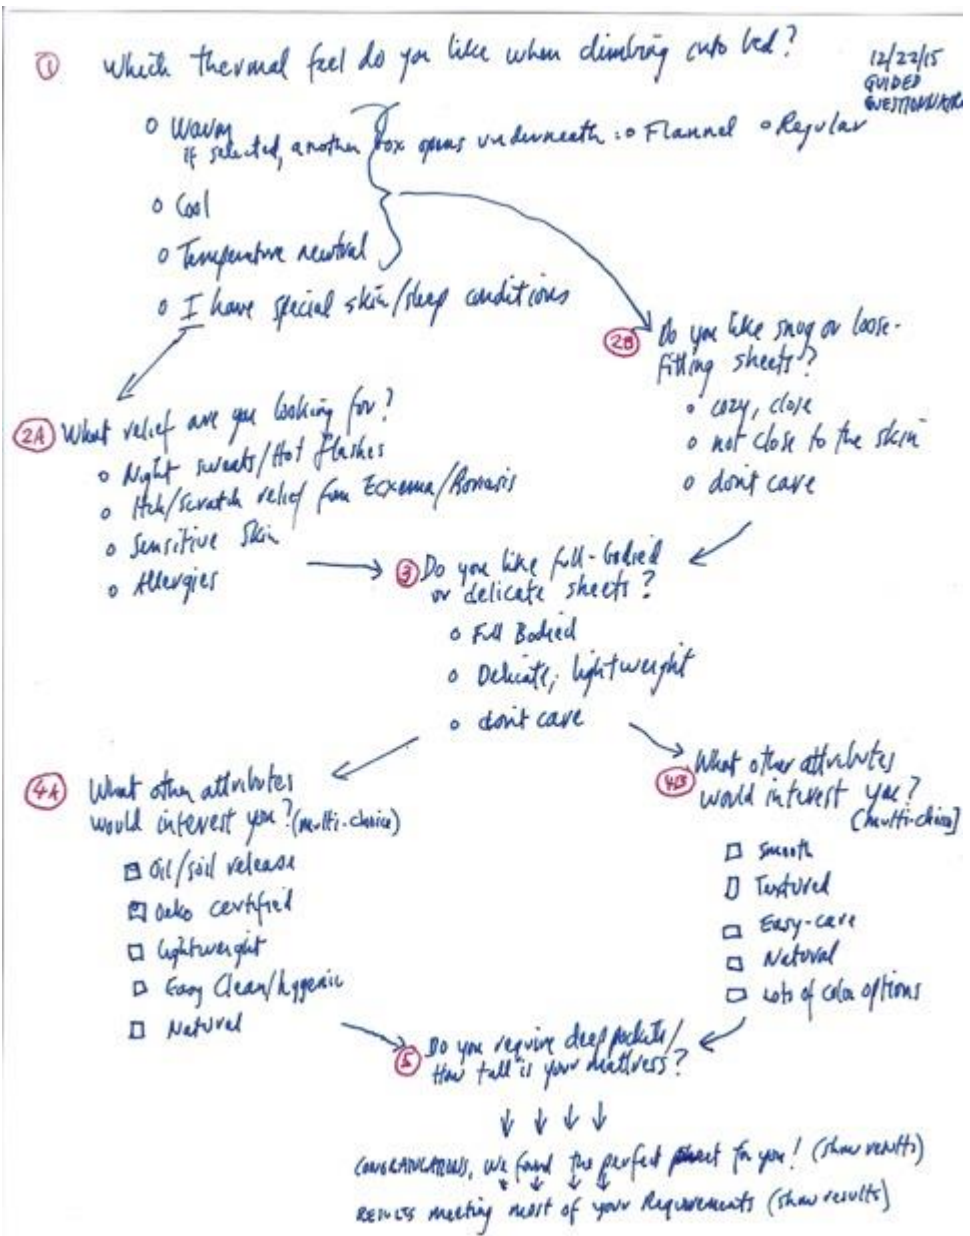 ① Which thermal feel do you like when climbing into bed?
12/22/15
GUIDED
QUESTIONNAIRE
o Warm
if selected, another box opens underneath: o Flannel o Regular
o Cool
o Temperature neutral
o I have special skin/sleep conditions
2B Do you like snug or loose-
fitting sheets?
o cozy, close
o not close to the skin
o don't care
2A What relief are you looking for?
o Night sweats/Hot flashes
o Itch/Scratch relief from Eczema/Psoriasis
o Sensitive Skin
o Allergies
③ Do you like full-bodied
or delicate sheets?
o Full Bodied
o Delicate, lightweight
o don't care
4A What other attributes
would interest you? (multi-choice)
□ Oil/soil release
□ Oeko certified
□ lightweight
□ Easy Clean/hygenic
□ Natural
4B What other attributes
would interest you?
(multi-choice)
□ Smooth
□ Textured
□ Easy-care
□ Natural
□ Lots of color options
⑤ Do you require deep pockets/
How tall is your mattress?
CONGRATULATIONS, we found the perfect sheet for you! (show results)
RESULTS meeting most of your Requirements (show results)